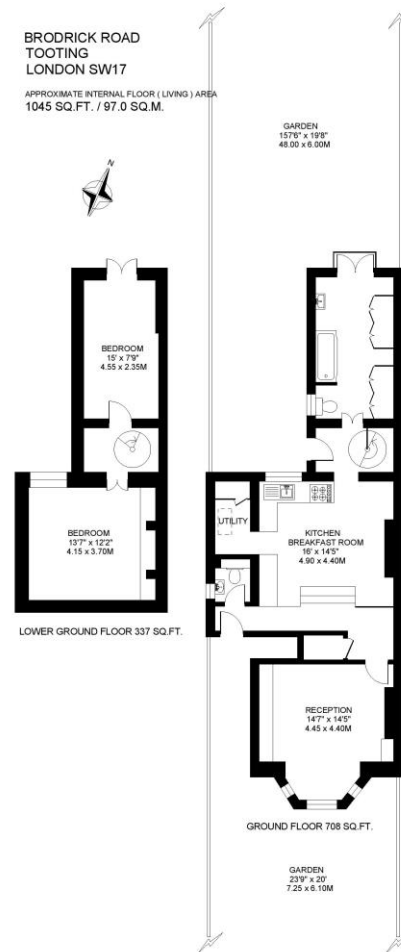 BRODRICK ROAD
TOOTING
LONDON SW17
APPROXIMATE INTERNAL FLOOR ( LIVING ) AREA
1045 SQ.FT. / 97.0 SQ.M.
N
GARDEN
157'6" x 19'8"
48.00 x 6.00M
BEDROOM
15' x 7'9"
4.55 x 2.35M
BEDROOM
13'7" x 12'2"
4.15 x 3.70M
LOWER GROUND FLOOR 337 SQ.FT.
UTILITY
KITCHEN
BREAKFAST ROOM
16' x 14'5"
4.90 x 4.40M
RECEPTION
14'7" x 14'5"
4.45 x 4.40M
GROUND FLOOR 708 SQ.FT.
GARDEN
23'9" x 20'
7.25 x 6.10M